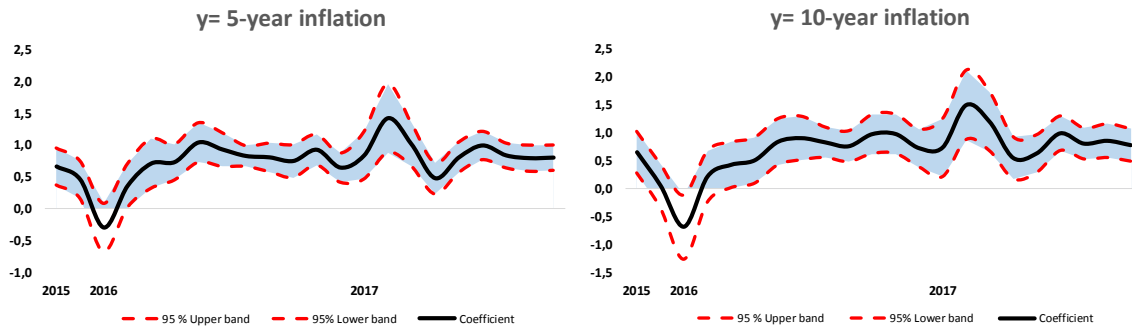 y= 5-year inflation
2,5
2,0
1,5
1,0
0,5
0,0
-0,5
-1,0
2015 2016 2017
95 % Upper band 95% Lower band Coefficient
y= 10-year inflation
2,5
2,0
1,5
1,0
0,5
0,0
-0,5
-1,0
-1,5
2015 2016 2017
95 % Upper band 95% Lower band Coefficient